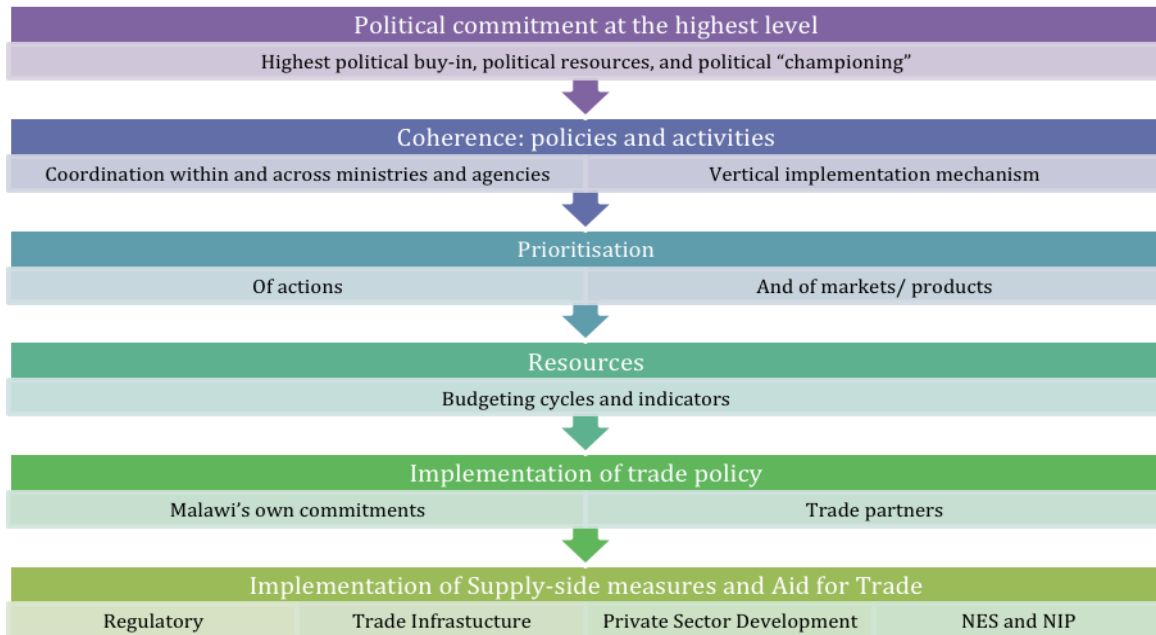 Political commitment at the highest level
Highest political buy-in, political resources, and political “championing”
Coherence: policies and activities
Coordination within and across ministries and agencies
Vertical implementation mechanism
Prioritisation
Of actions
And of markets/ products
Resources
Budgeting cycles and indicators
Implementation of trade policy
Malawi’s own commitments
Trade partners
Implementation of Supply-side measures and Aid for Trade
Regulatory
Trade Infrastucture
Private Sector Development
NES and NIP